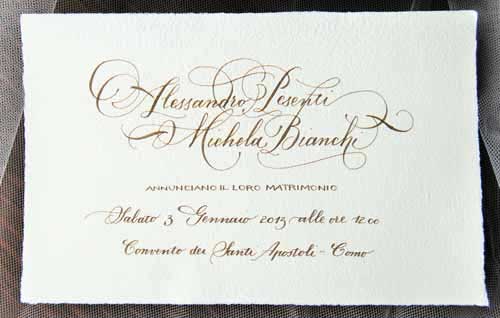 Alessandro Pesenti
Michela Bianchi
ANNUNCIANO IL LORO MATRIMONIO
Sabato 3 Gennaio 2015 alle ore 12.00
Convento dei Santi Apostoli - Como